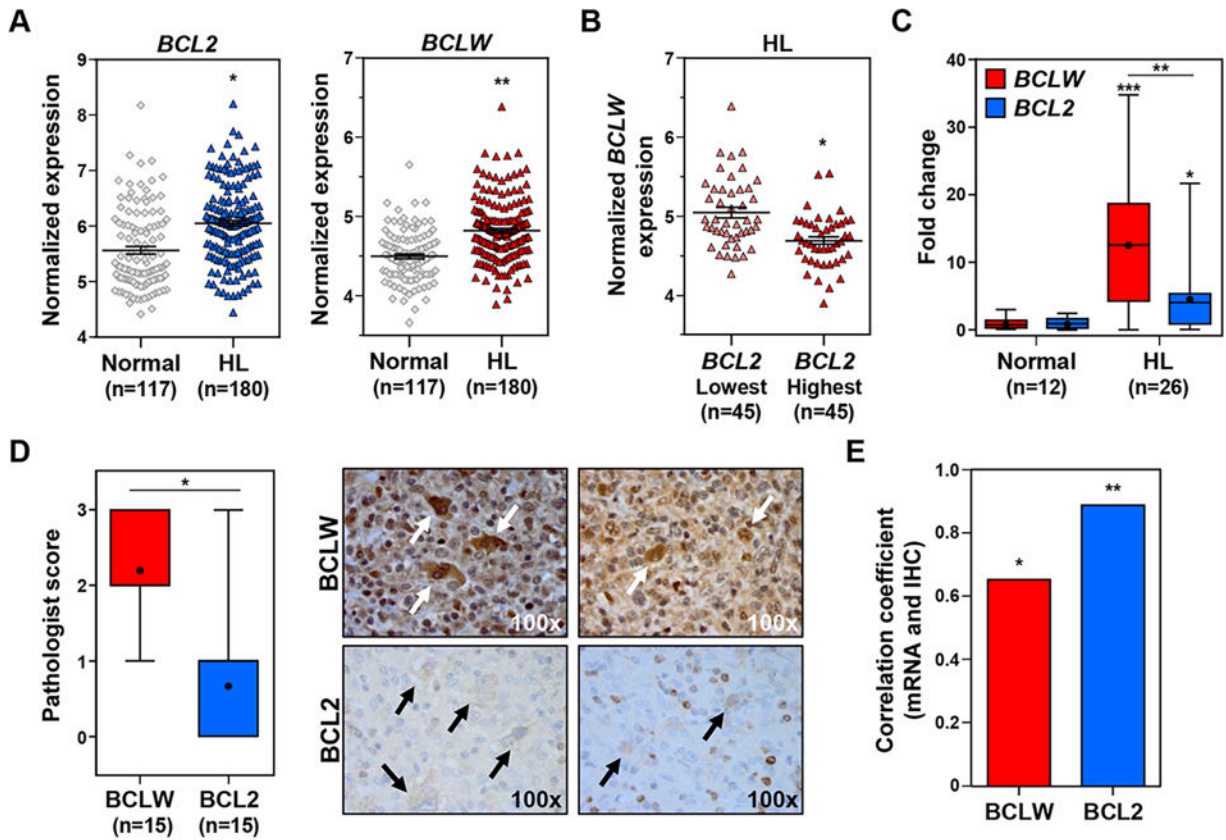 A
BCL2
Normalized expression
9
8
7
6
5
4
*
Normal
(n=117)
HL
(n=180)
BCLW
Normalized expression
7
6
5
4
**
Normal
(n=117)
HL
(n=180)
B
HL
Normalized BCLW
expression
7
6
5
4
*
BCL2
Lowest
(n=45)
BCL2
Highest
(n=45)
C
Fold change
40
30
20
10
0
BCLW
BCL2
**
***
*
Normal
(n=12)
HL
(n=26)
D
Pathologist score
3
2
1
0
*
BCLW
(n=15)
BCL2
(n=15)
BCLW
100x
100x
BCL2
100x
100x
E
Correlation coefficient
(mRNA and IHC)
1.0
0.8
0.6
0.4
0.2
0
*
**
BCLW
BCL2